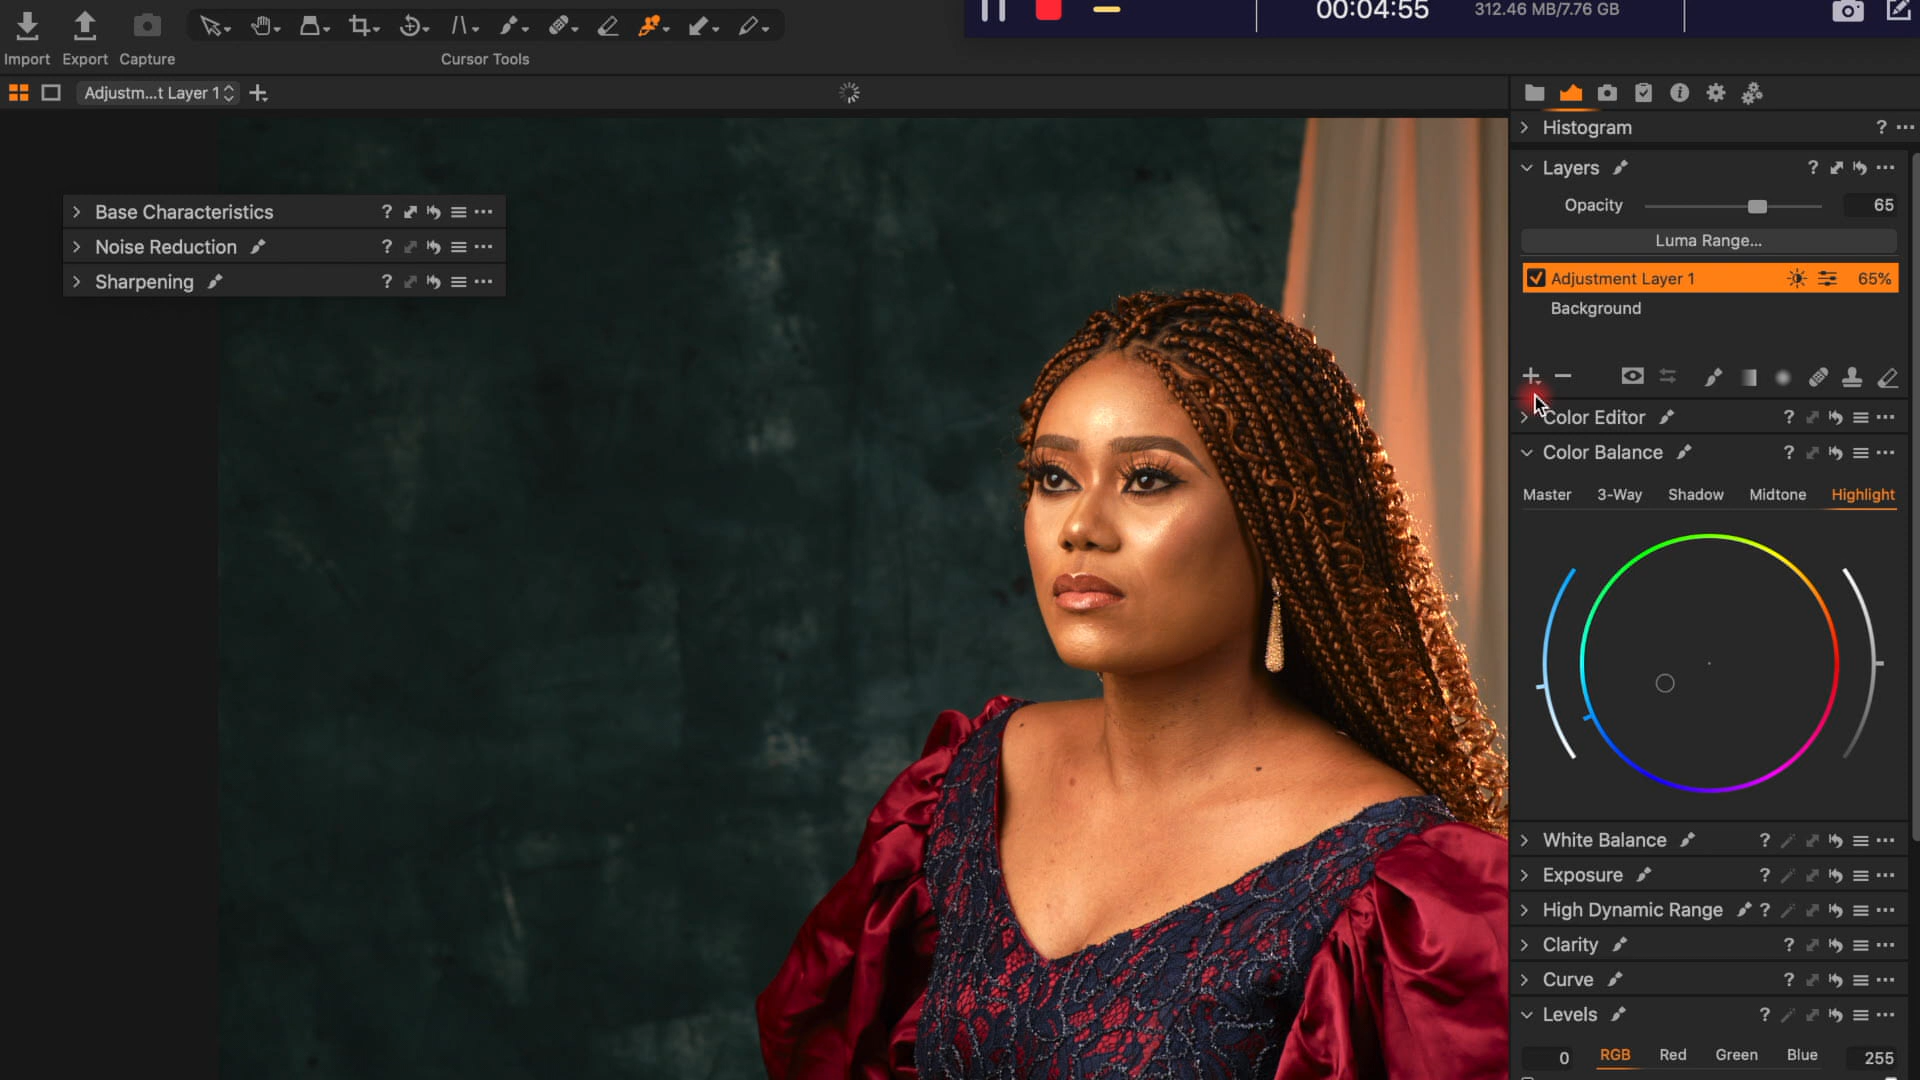 00:04:55
312.46 MB/7.76 GB
Import
Export
Capture
Cursor Tools
Adjustm...t Layer 1
Histogram
?
Layers
?
Opacity
65
Luma Range...
Adjustment Layer 1
65%
Background
Base Characteristics
?
Noise Reduction
?
Sharpening
?
Color Editor
?
Color Balance
?
Master
3-Way
Shadow
Midtone
Highlight
White Balance
?
Exposure
?
High Dynamic Range
?
Clarity
?
Curve
?
Levels
?
0
RGB
Red
Green
Blue
255